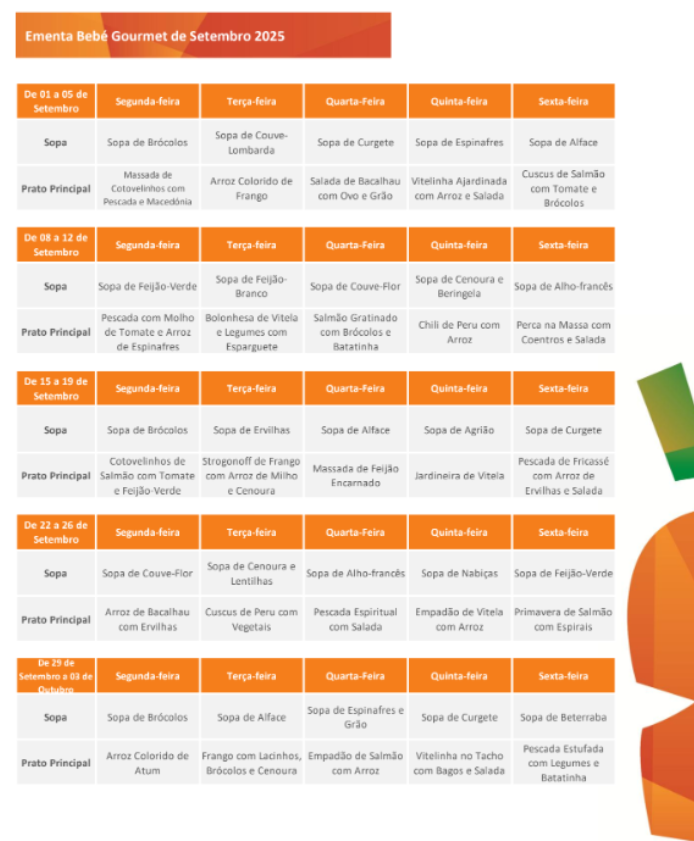 Ementa Bebé Gourmet de Setembro 2025
De 01 a 05 de Setembro Segunda-feira Terça-feira Quarta-Feira Quinta-feira Sexta-feira
Sopa Sopa de Brócolos Sopa de Couve-Lombarda Sopa de Curgete Sopa de Espinafres Sopa de Alface
Prato Principal Massada de Cotovelinhos com Pescada e Macedónia Arroz Colorido de Frango Salada de Bacalhau com Ovo e Grão Vitelinha Ajardinada com Arroz e Salada Cuscus de Salmão com Tomate e Brócolos
De 08 a 12 de Setembro Segunda-feira Terça-feira Quarta-Feira Quinta-feira Sexta-feira
Sopa Sopa de Feijão-Verde Sopa de Feijão-Branco Sopa de Couve-Flor Sopa de Cenoura e Beringela Sopa de Alho-francês
Prato Principal Pescada com Molho de Tomate e Arroz de Espinafres Bolonhesa de Vitela e Legumes com Esparguete Salmão Gratinado com Brócolos e Batatinha Chili de Peru com Arroz Perca na Massa com Coentros e Salada
De 15 a 19 de Setembro Segunda-feira Terça-feira Quarta-Feira Quinta-feira Sexta-feira
Sopa Sopa de Brócolos Sopa de Ervilhas Sopa de Alface Sopa de Agrião Sopa de Curgete
Prato Principal Cotovelinhos de Salmão com Tomate e Feijão-Verde Strogonoff de Frango com Arroz de Milho e Cenoura Massada de Feijão Encarnado Jardineira de Vitela Pescada de Fricassé com Arroz de Ervilhas e Salada
De 22 a 26 de Setembro Segunda-feira Terça-feira Quarta-Feira Quinta-feira Sexta-feira
Sopa Sopa de Couve-Flor Sopa de Cenoura e Lentilhas Sopa de Alho-francês Sopa de Nabiças Sopa de Feijão-Verde
Prato Principal Arroz de Bacalhau com Ervilhas Cuscus de Peru com Vegetais Pescada Espiritual com Salada Empadão de Vitela com Arroz Primavera de Salmão com Espirais
De 29 de Setembro a 03 de Outubro Segunda-feira Terça-feira Quarta-Feira Quinta-feira Sexta-feira
Sopa Sopa de Brócolos Sopa de Alface Sopa de Espinafres e Grão Sopa de Curgete Sopa de Beterraba
Prato Principal Arroz Colorido de Atum Frango com Lacinhos, Brócolos e Cenoura Empadão de Salmão com Arroz Vitelinha no Tacho com Bagos e Salada Pescada Estufada com Legumes e Batatinha